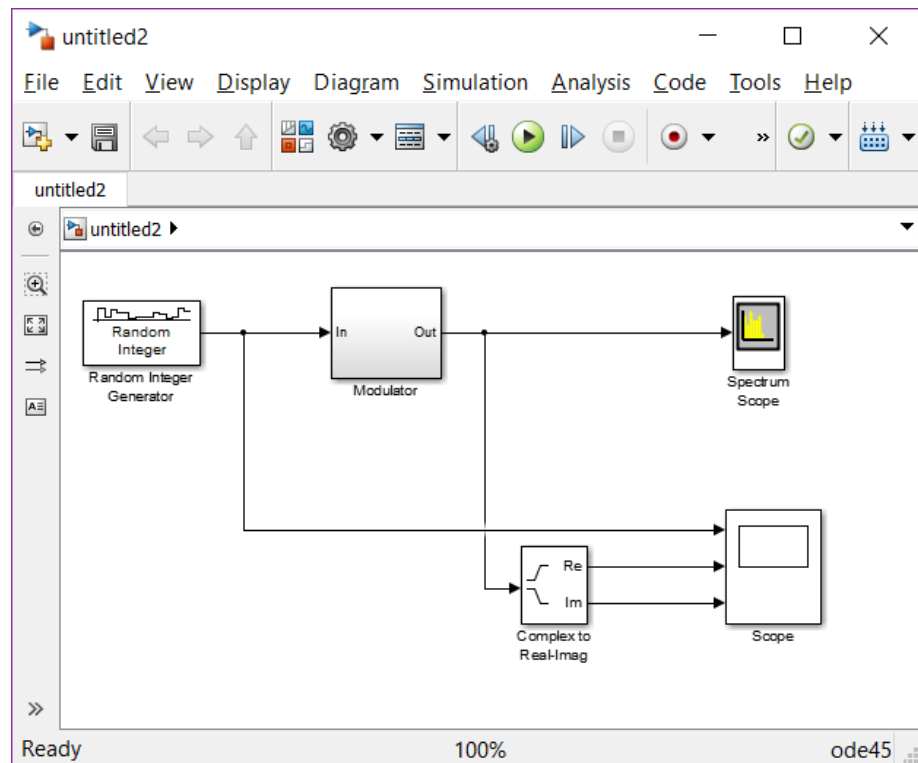 untitled2
File Edit View Display Diagram Simulation Analysis Code Tools Help
»
untitled2
untitled2
Random
Integer
Random Integer
Generator
In Out
Modulator
Spectrum
Scope
Re
Im
Complex to
Real-Imag
Scope
»
Ready 100% ode45